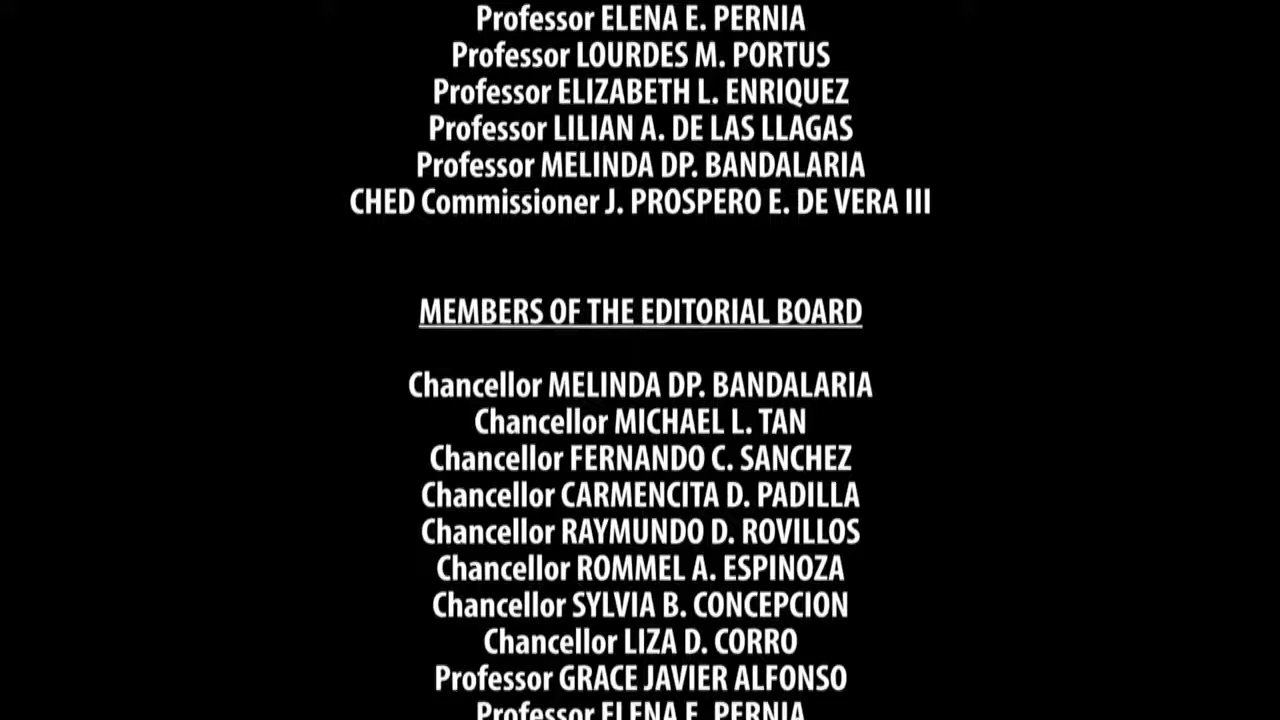 Professor ELENA E. PERNIA
Professor LOURDES M. PORTUS
Professor ELIZABETH L. ENRIQUEZ
Professor LILIAN A. DE LAS LLAGAS
Professor MELINDA DP. BANDALARIA
CHED Commissioner J. PROSPERO E. DE VERA III
MEMBERS OF THE EDITORIAL BOARD
Chancellor MELINDA DP. BANDALARIA
Chancellor MICHAEL L. TAN
Chancellor FERNANDO C. SANCHEZ
Chancellor CARMENCITA D. PADILLA
Chancellor RAYMUNDO D. ROVILLOS
Chancellor ROMMEL A. ESPINOZA
Chancellor SYLVIA B. CONCEPCION
Chancellor LIZA D. CORRO
Professor GRACE JAVIER ALFONSO
Professor ELENA E. PERNIA